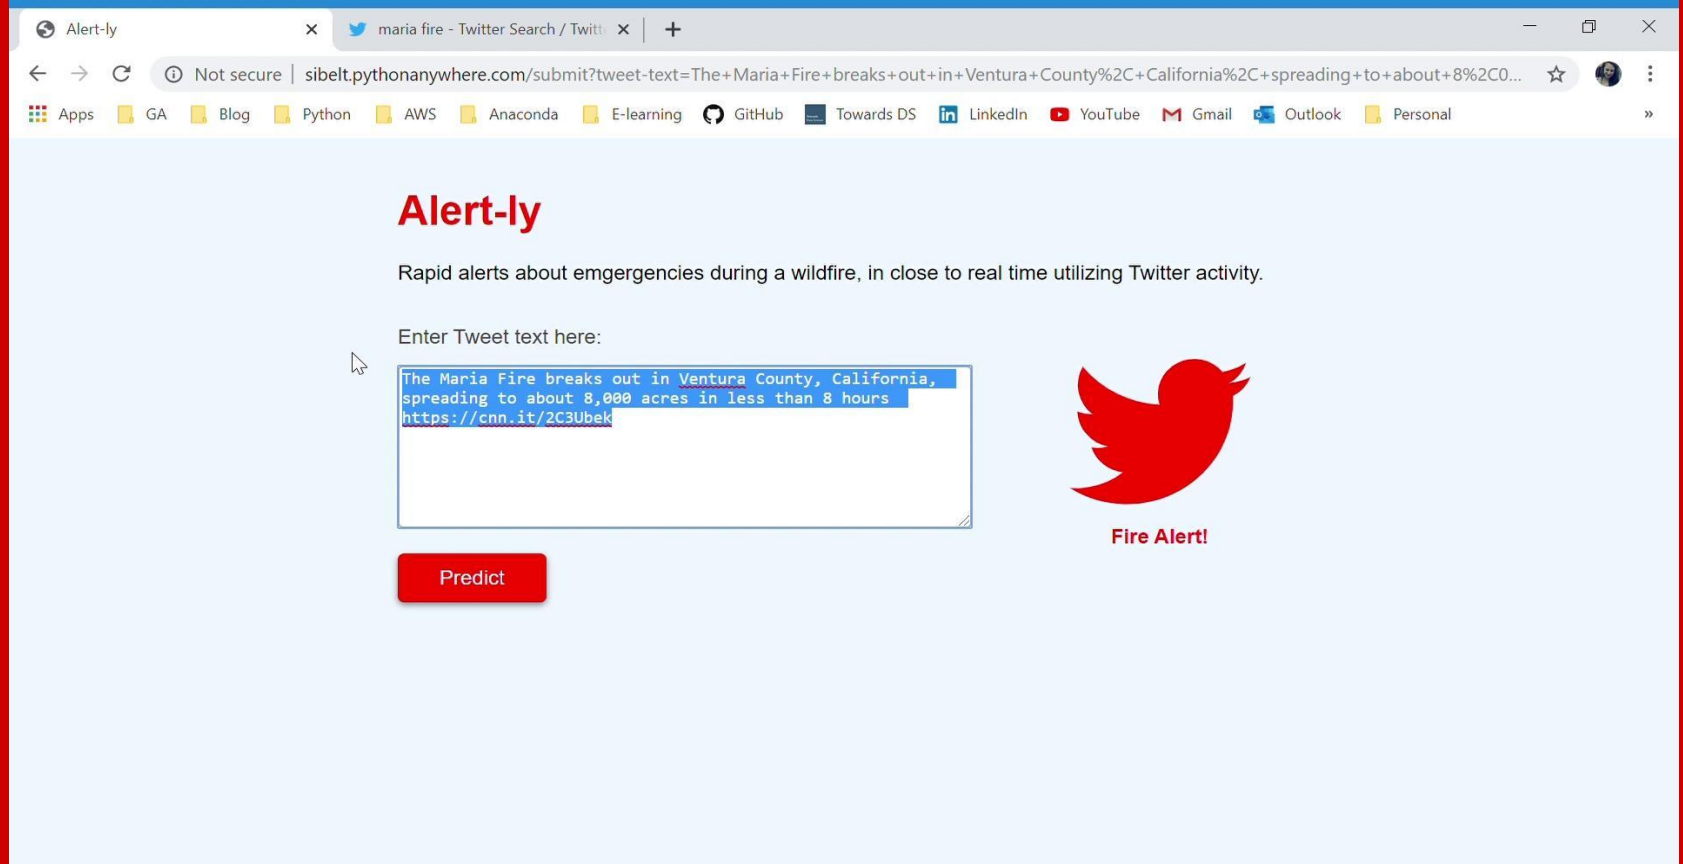 Alert-ly
maria fire - Twitter Search / Twitt
Not secure | sibelt.pythonanywhere.com/submit?tweet-text=The+Maria+Fire+breaks+out+in+Ventura+County%2C+California%2C+spreading+to+about+8%2C0...
Apps GA Blog Python AWS Anaconda E-learning GitHub Towards DS LinkedIn YouTube Gmail Outlook Personal »
Alert-ly
Rapid alerts about emgergencies during a wildfire, in close to real time utilizing Twitter activity.
Enter Tweet text here:
The Maria Fire breaks out in Ventura County, California,
spreading to about 8,000 acres in less than 8 hours
https://cnn.it/2C3Ubek
Fire Alert!
Predict